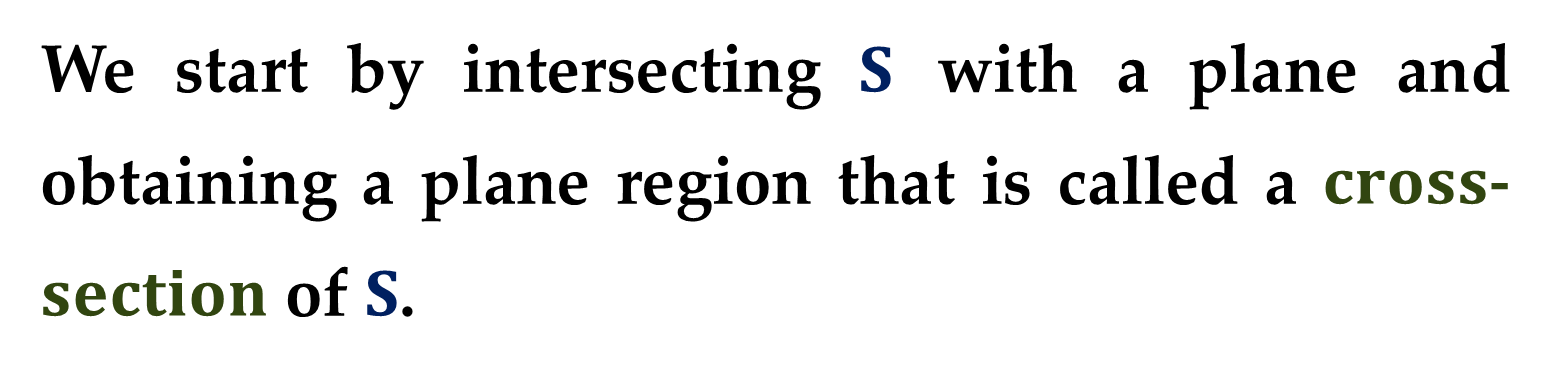 We start by intersecting S with a plane and
obtaining a plane region that is called a cross-
section of S.